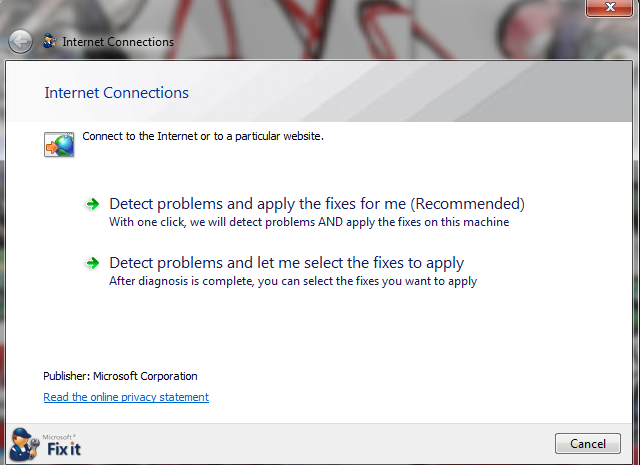 Internet Connections
Internet Connections
Connect to the Internet or to a particular website.
Detect problems and apply the fixes for me (Recommended)
With one click, we will detect problems AND apply the fixes on this machine
Detect problems and let me select the fixes to apply
After diagnosis is complete, you can select the fixes you want to apply
Publisher: Microsoft Corporation
Read the online privacy statement
Microsoft®
Fix it
Cancel